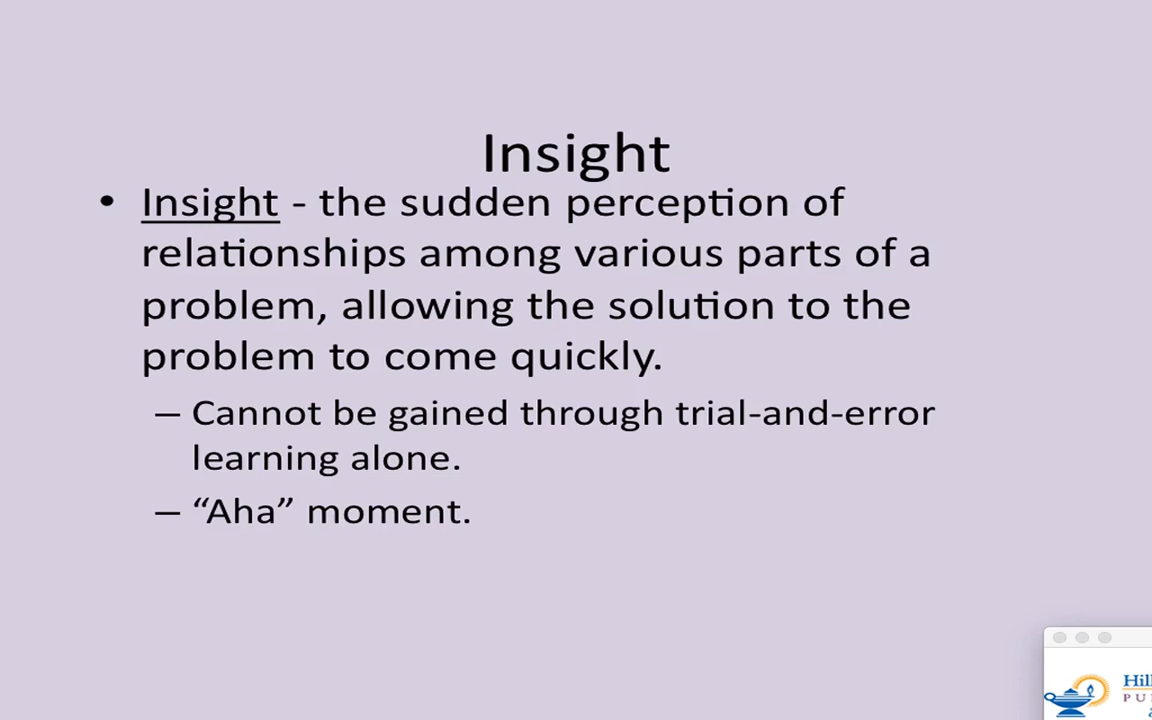 Insight
• Insight - the sudden perception of
relationships among various parts of a
problem, allowing the solution to the
problem to come quickly.
– Cannot be gained through trial-and-error
learning alone.
– “Aha” moment.